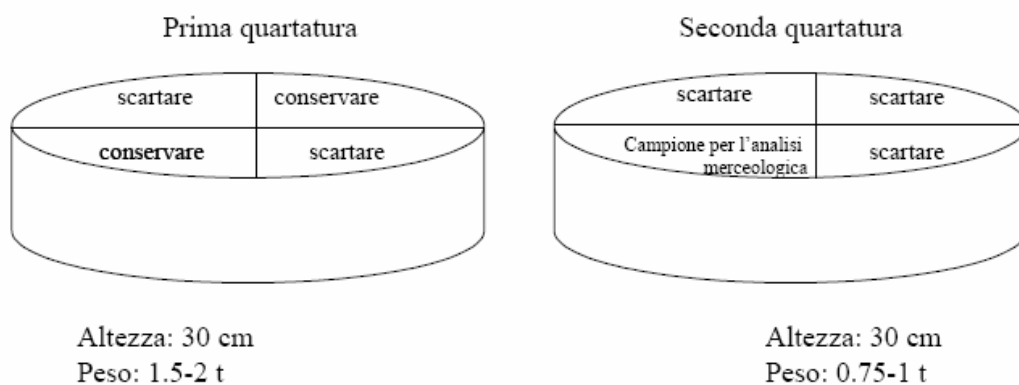 Prima quartatura
scartare
conservare
conservare
scartare
Altezza: 30 cm
Peso: 1.5-2 t
Seconda quartatura
scartare
scartare
Campione per l'analisi
merceologica
scartare
Altezza: 30 cm
Peso: 0.75-1 t